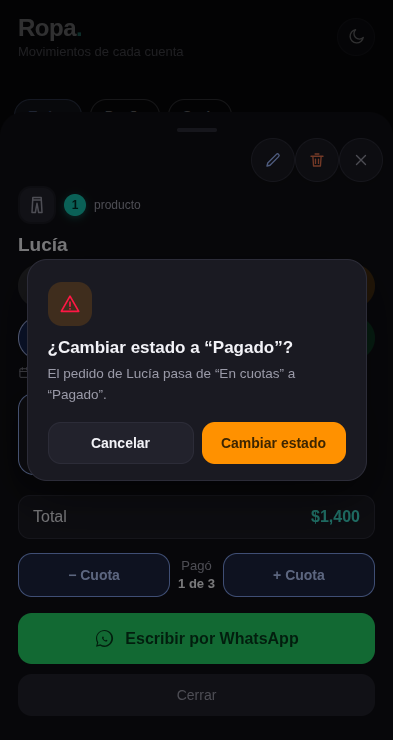 Ropa.
Movimientos de cada cuenta
1 producto
Lucía
¿Cambiar estado a “Pagado”?
El pedido de Lucía pasa de “En cuotas” a
“Pagado”.
Cancelar
Cambiar estado
Total
$1,400
− Cuota
Pagó
1 de 3
+ Cuota
Escribir por WhatsApp
Cerrar